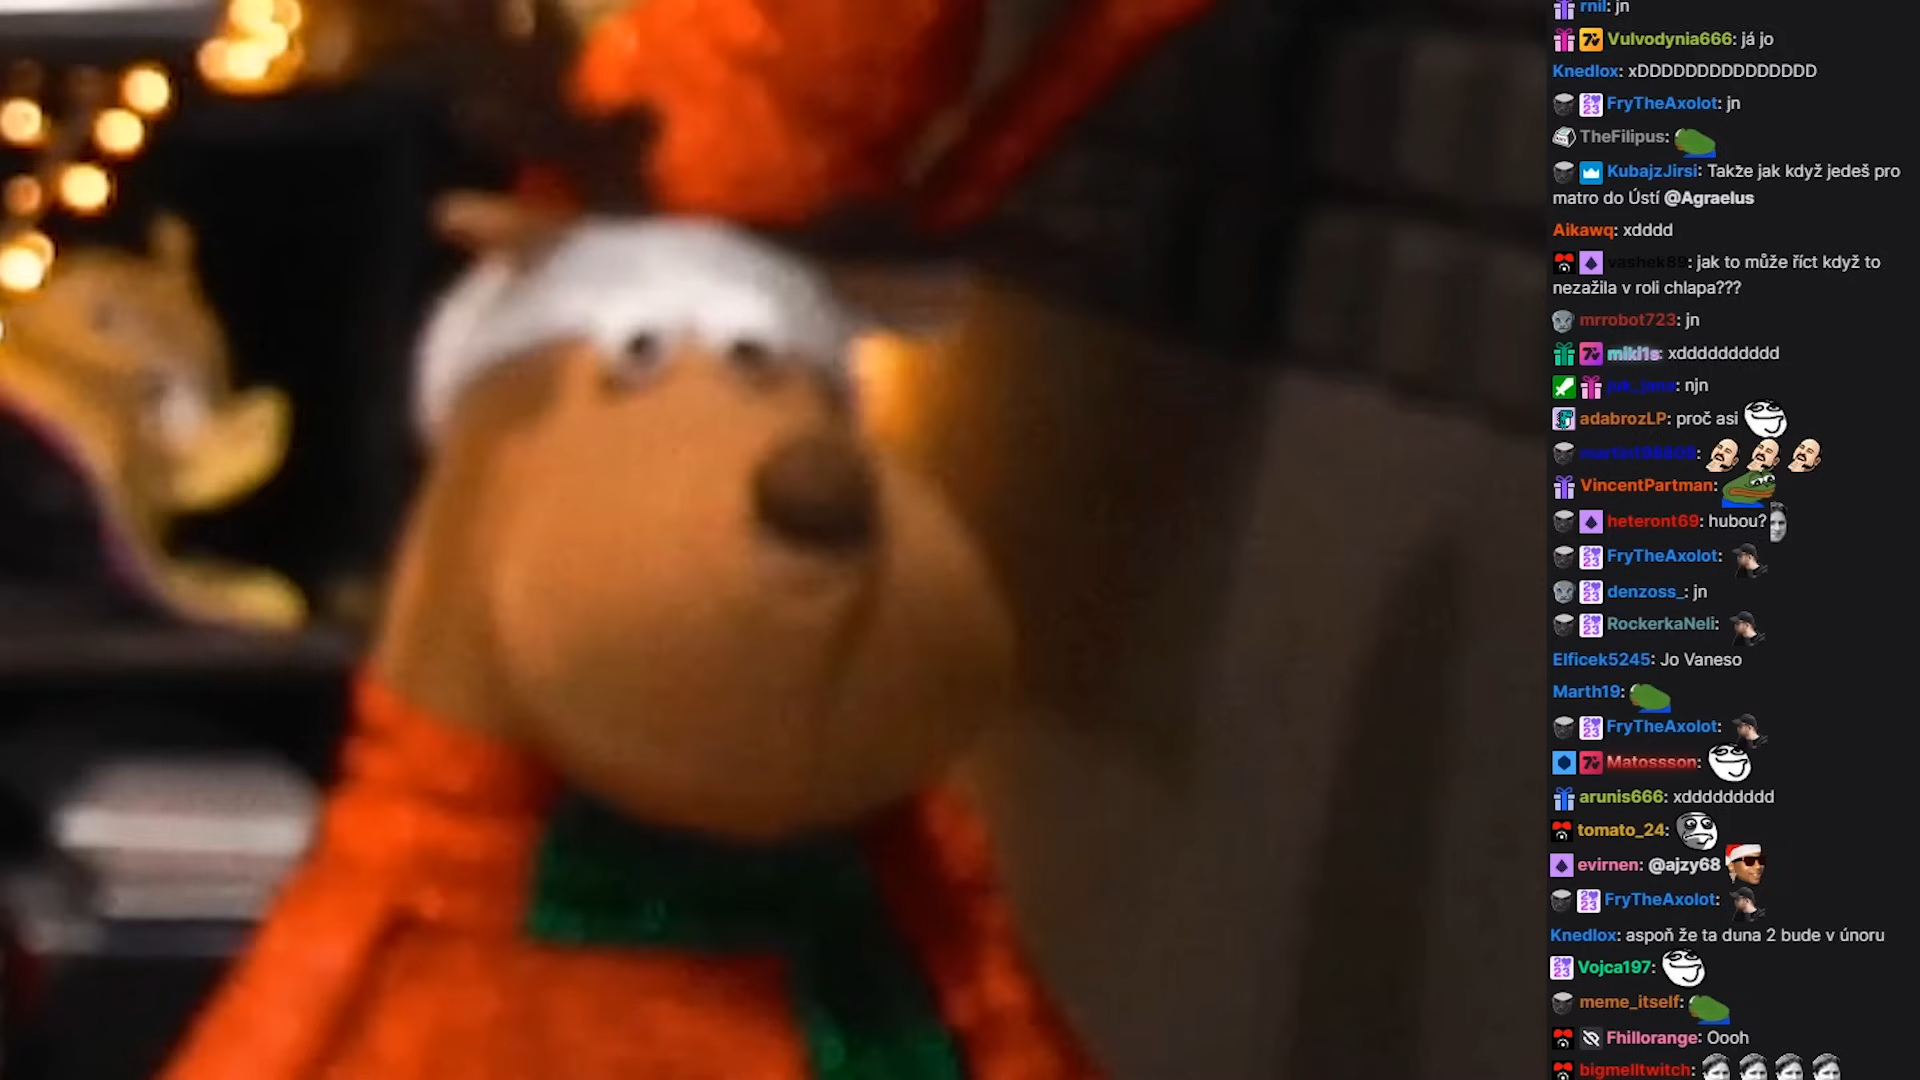 rnil: jn
Vulvodynia666: já jo
Knedlox: xDDDDDDDDDDDDDDD
FryTheAxolot: jn
TheFilipus:
KubajzJirsi: Takže jak když jedeš pro
matro do Ústí @Agraelus
Aikawq: xdddd
vashek89: jak to může říct když to
nezažila v roli chlapa???
mrrobot723: jn
miki1s: xdddddddddd
: njn
adabrozLP: proč asi
VincentPartman:
heteront69: hubou?
FryTheAxolot:
denzoss_: jn
RockerkaNeli:
Elficek5245: Jo Vaneso
Marth19:
FryTheAxolot:
Matossson:
arunis666: xddddddddd
tomato_24:
evirnen: @ajzy68
FryTheAxolot:
Knedlox: aspoň že ta duna 2 bude v únoru
Vojca197:
meme_itself:
Fhillorange: Oooh
bigmelltwitch: